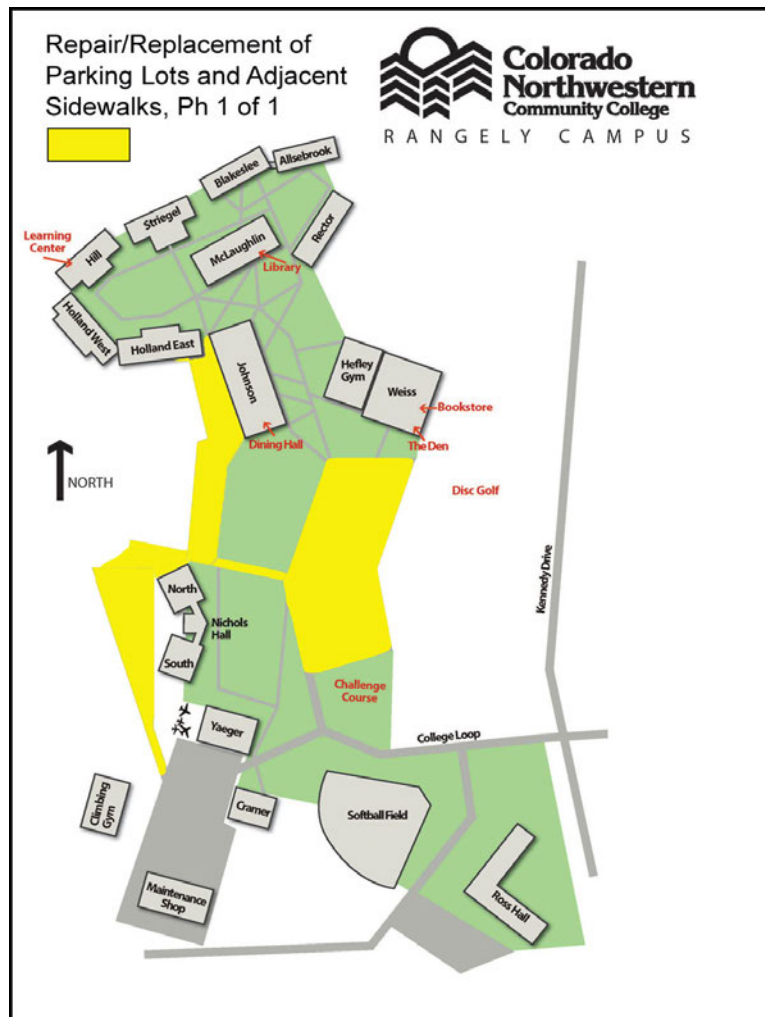 Repair/Replacement of
Parking Lots and Adjacent
Sidewalks, Ph 1 of 1
Colorado
Northwestern
Community College
RANGELY CAMPUS
Allsebrook
Blakeslee
Striegel
Rector
Learning
Center
Hill
McLaughlin
Library
Holland West
Holland East
Johnson
Hefley
Gym
Weiss
Bookstore
The Den
Dining Hall
NORTH
Disc Golf
Kennedy Drive
North
Nichols
Hall
South
Challenge
Course
Yaeger
College Loop
Climbing
Gym
Cramer
Softball Field
Maintenance
Shop
Ross Hall